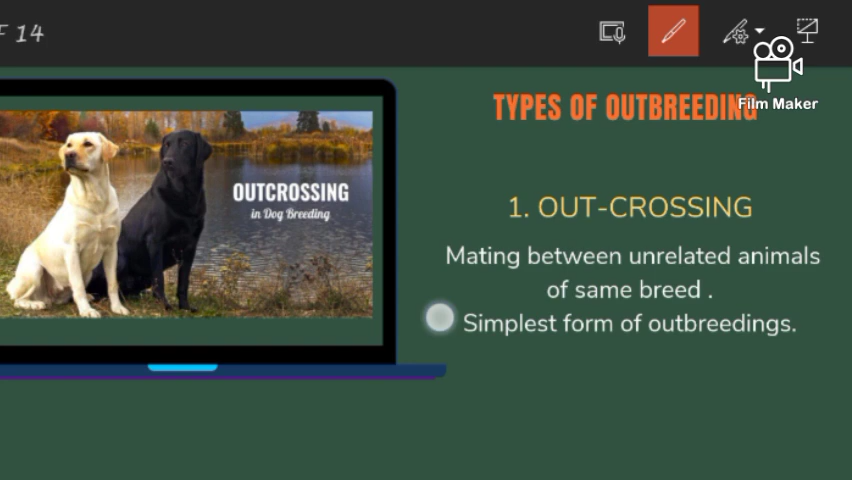 F 14
Film Maker
TYPES OF OUTBREEDING
OUTCROSSING
in Dog Breeding
1. OUT-CROSSING
Mating between unrelated animals
of same breed .
Simplest form of outbreedings.